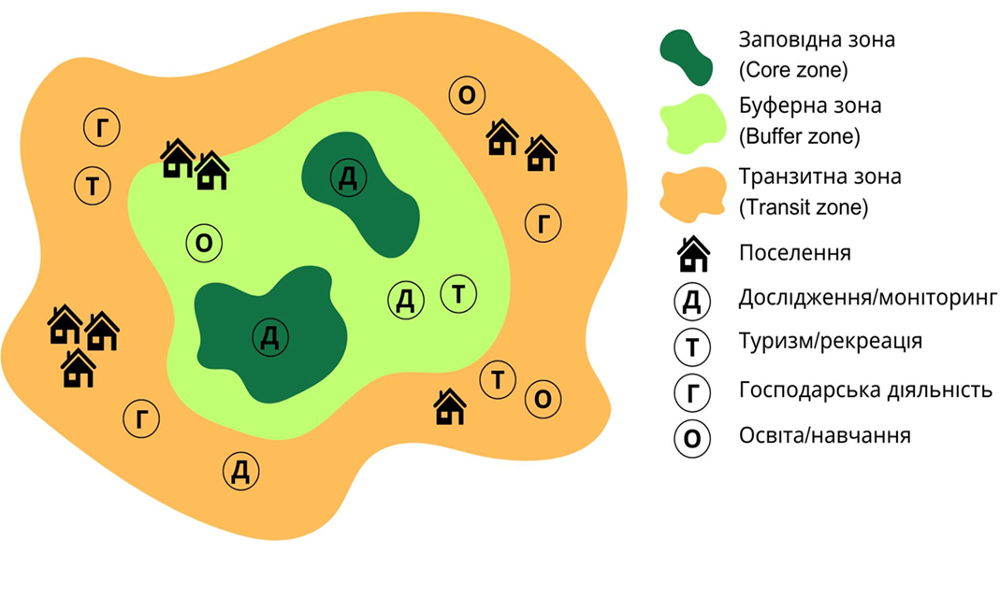 Заповідна зона
(Core zone)
Буферна зона
(Buffer zone)
Транзитна зона
(Transit zone)
Поселення
Д Дослідження/моніторинг
Т Туризм/рекреація
Г Господарська діяльність
О Освіта/навчання
О
Г
Д
Т
Г
О
Д Т
Д
Т
О
Г
Д